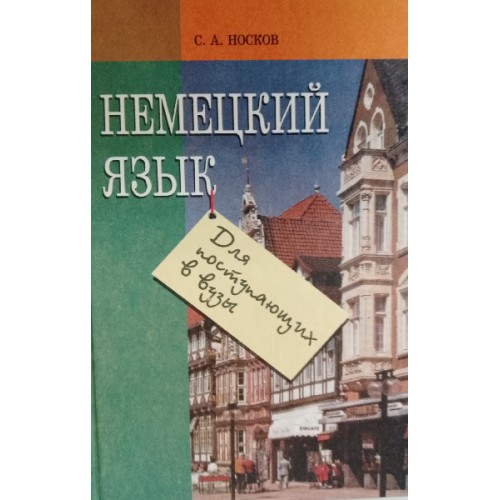 С. А. НОСКОВ
НЕМЕЦКИЙ
ЯЗЫК
Для
поступающих
в вузы